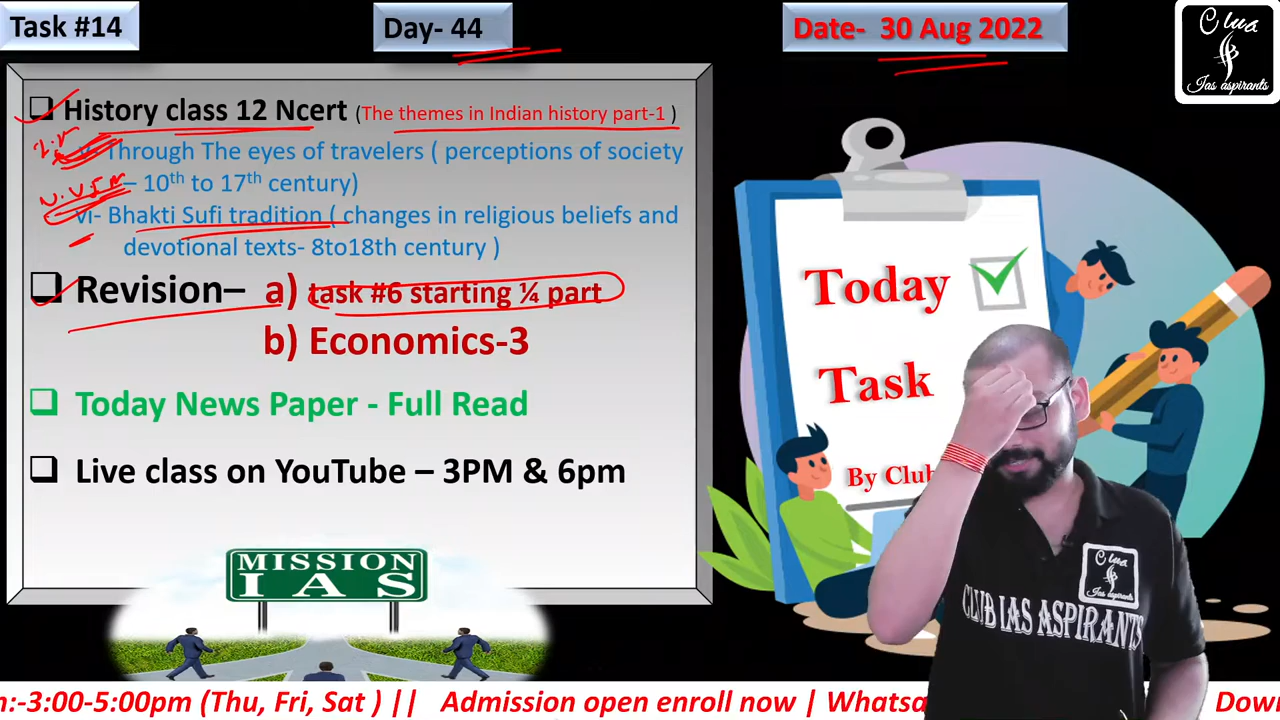 Task #14
Day- 44
Date- 30 Aug 2022
Club
Ias aspirants
History class 12 Ncert (The themes in Indian history part-1 )
v- Through The eyes of travelers ( perceptions of society
– 10th to 17th century)
vi- Bhakti Sufi tradition ( changes in religious beliefs and
devotional texts- 8to18th century )
Revision– a) task #6 starting ¼ part
b) Economics-3
Today News Paper - Full Read
Live class on YouTube – 3PM & 6pm
MISSION
IAS
Today
Task
By Club
Club
Ias aspirants
CLUB IAS ASPIRANTS
:-3:00-5:00pm (Thu, Fri, Sat ) || Admission open enroll now | Whatsa